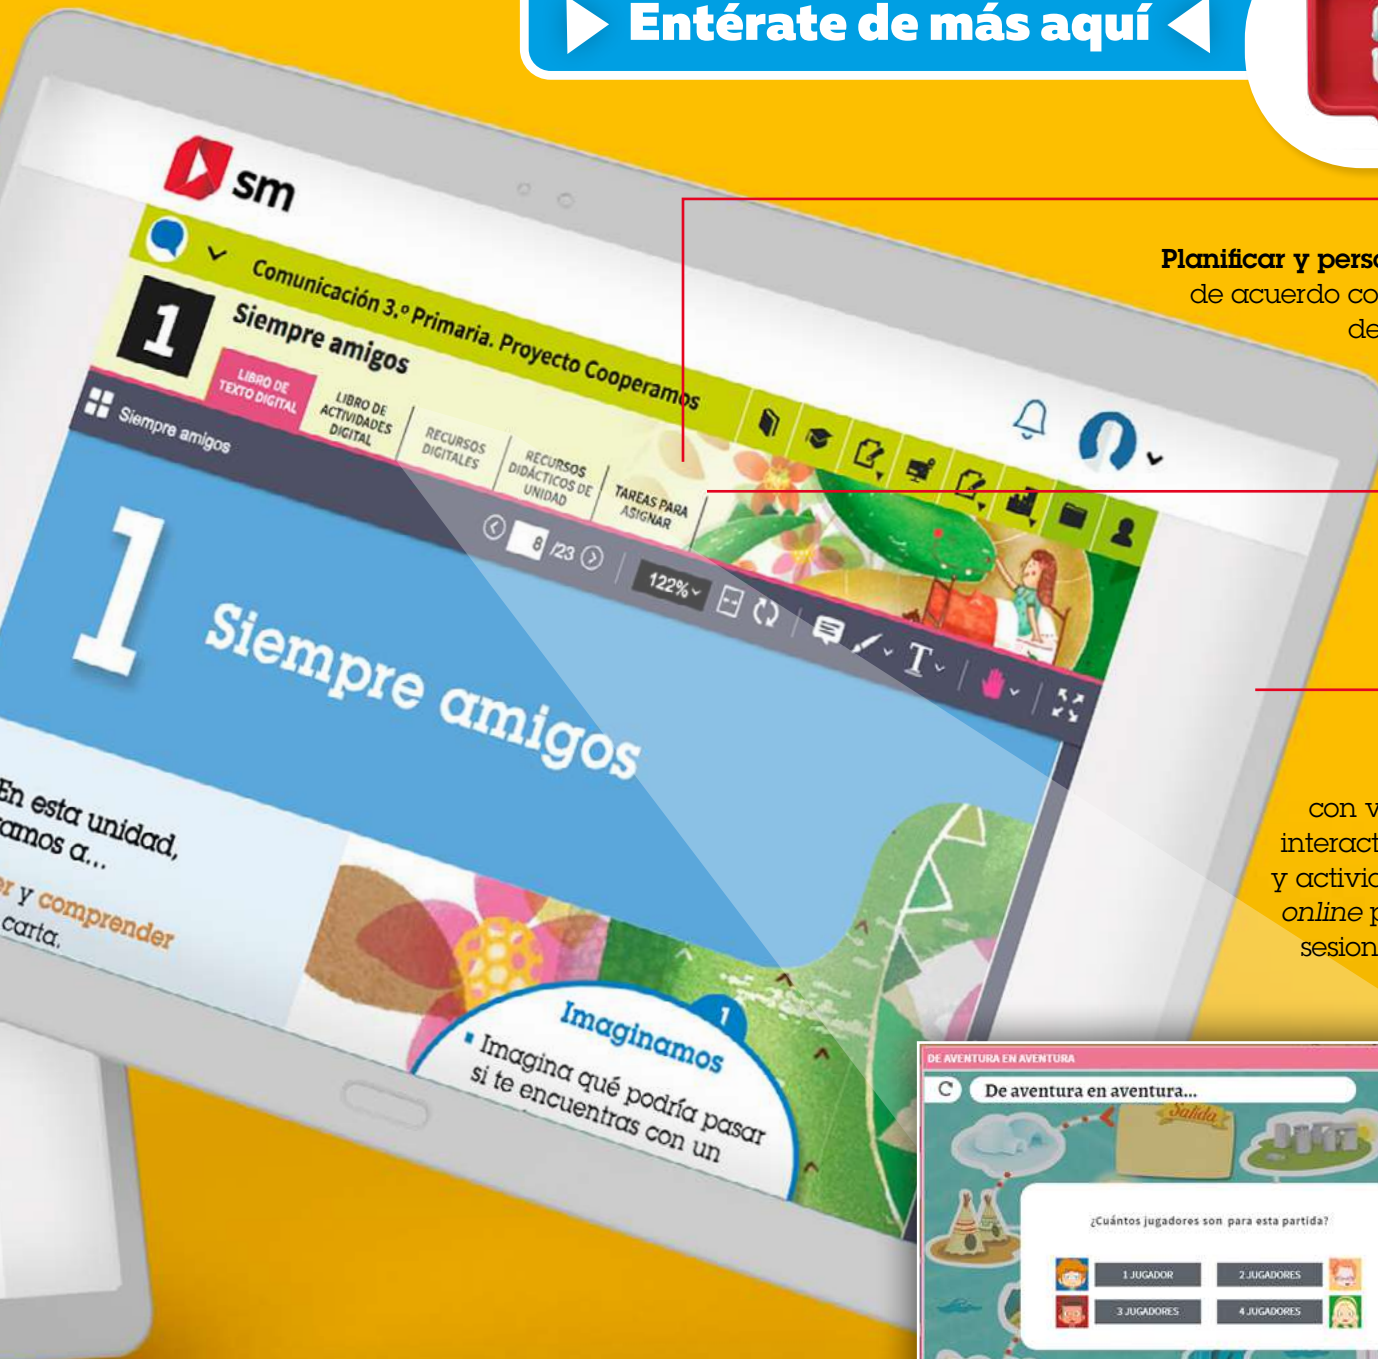 Entérate de más aquí
sm
Planificar y perso
de acuerdo co
de
Comunicación 3.º Primaria. Proyecto Cooperamos
1
Siempre amigos
LIBRO DE
TEXTO DIGITAL
LIBRO DE
ACTIVIDADES
DIGITAL
RECURSOS
DIGITALES
RECURSOS
DIDÁCTICOS DE
UNIDAD
TAREAS PARA
ASIGNAR
Siempre amigos
8 /23
122%
T
1 Siempre amigos
En esta unidad,
amos a...
er y comprender
carta.
1
Imaginamos
Imagina qué podría pasar
si te encuentras con un
con v
interact
y activid
online p
sesion
DE AVENTURA EN AVENTURA
De aventura en aventura...
Salida
¿Cuántos jugadores son para esta partida?
1 JUGADOR
2 JUGADORES
3 JUGADORES
4 JUGADORES